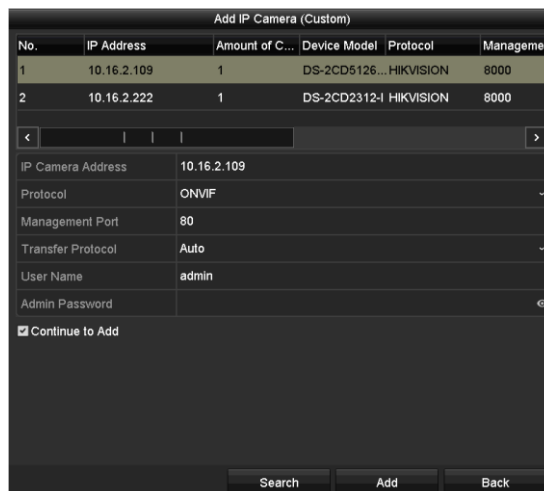 Add IP Camera (Custom)
No. IP Address Amount of C... Device Model Protocol Manageme
1 10.16.2.109 1 DS-2CD5126... HIKVISION 8000
2 10.16.2.222 1 DS-2CD2312-I HIKVISION 8000
IP Camera Address 10.16.2.109
Protocol ONVIF
Management Port 80
Transfer Protocol Auto
User Name admin
Admin Password
Continue to Add
Search Add Back